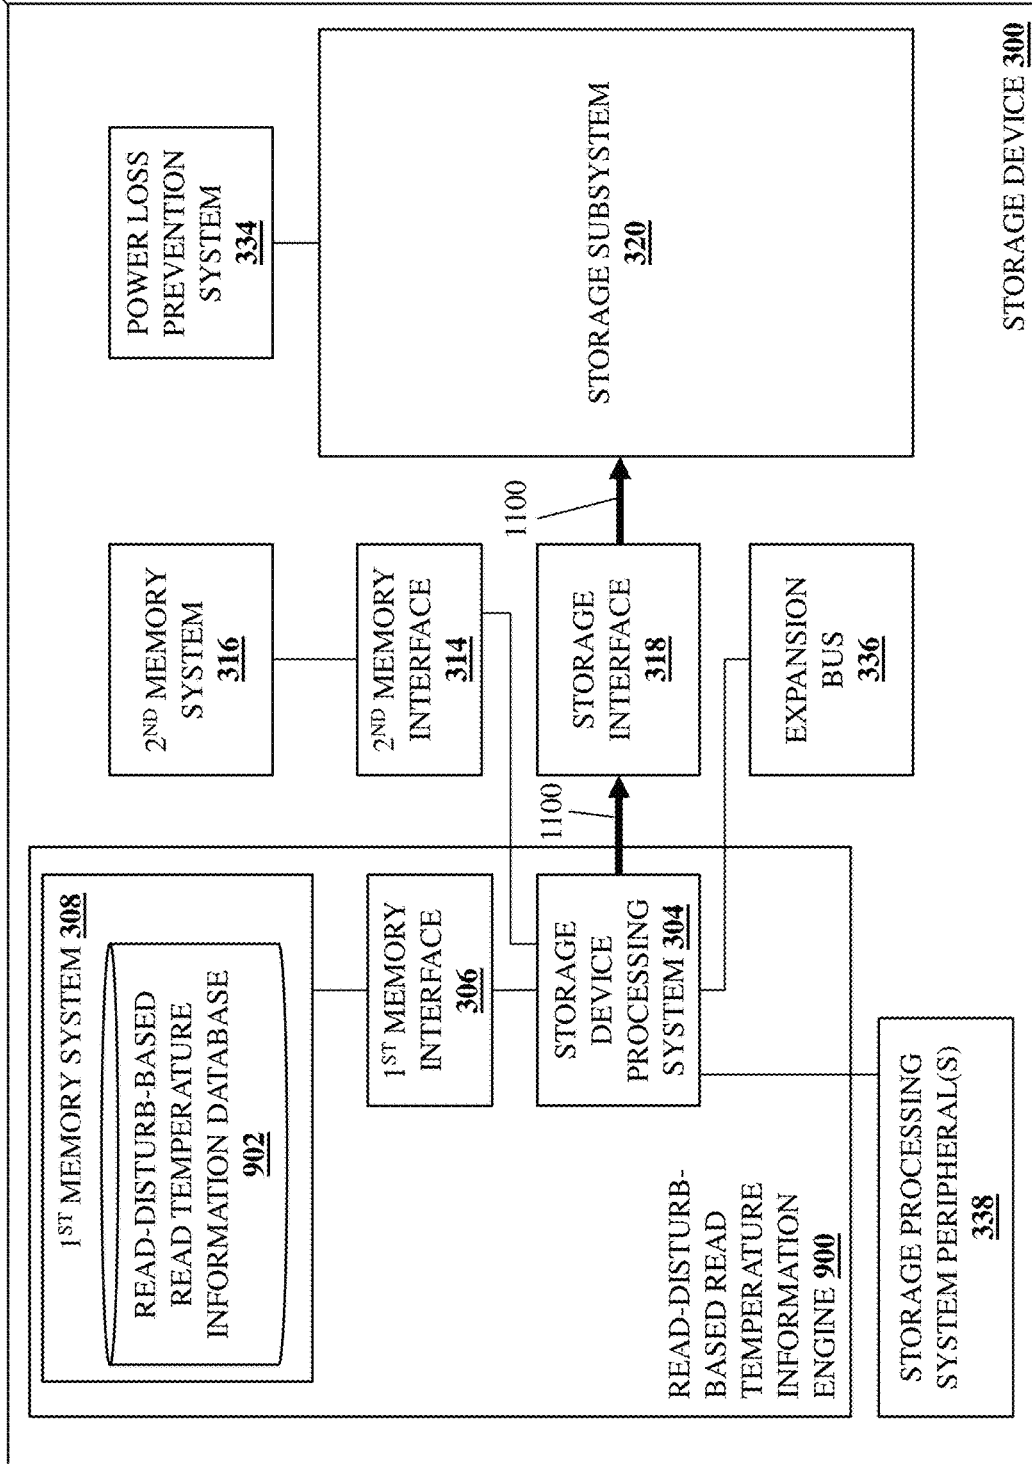 1ST MEMORY SYSTEM 308
READ-DISTURB-BASED
READ TEMPERATURE
INFORMATION DATABASE
902
1ST MEMORY
INTERFACE
306
STORAGE
DEVICE
PROCESSING
SYSTEM 304
READ-DISTURB-
BASED READ
TEMPERATURE
INFORMATION
ENGINE 900
STORAGE PROCESSING
SYSTEM PERIPHERAL(S)
338
2ND MEMORY
SYSTEM
316
2ND MEMORY
INTERFACE
314
1100
STORAGE
INTERFACE
318
1100
EXPANSION
BUS
336
POWER LOSS
PREVENTION
SYSTEM
334
STORAGE SUBSYSTEM
320
STORAGE DEVICE 300